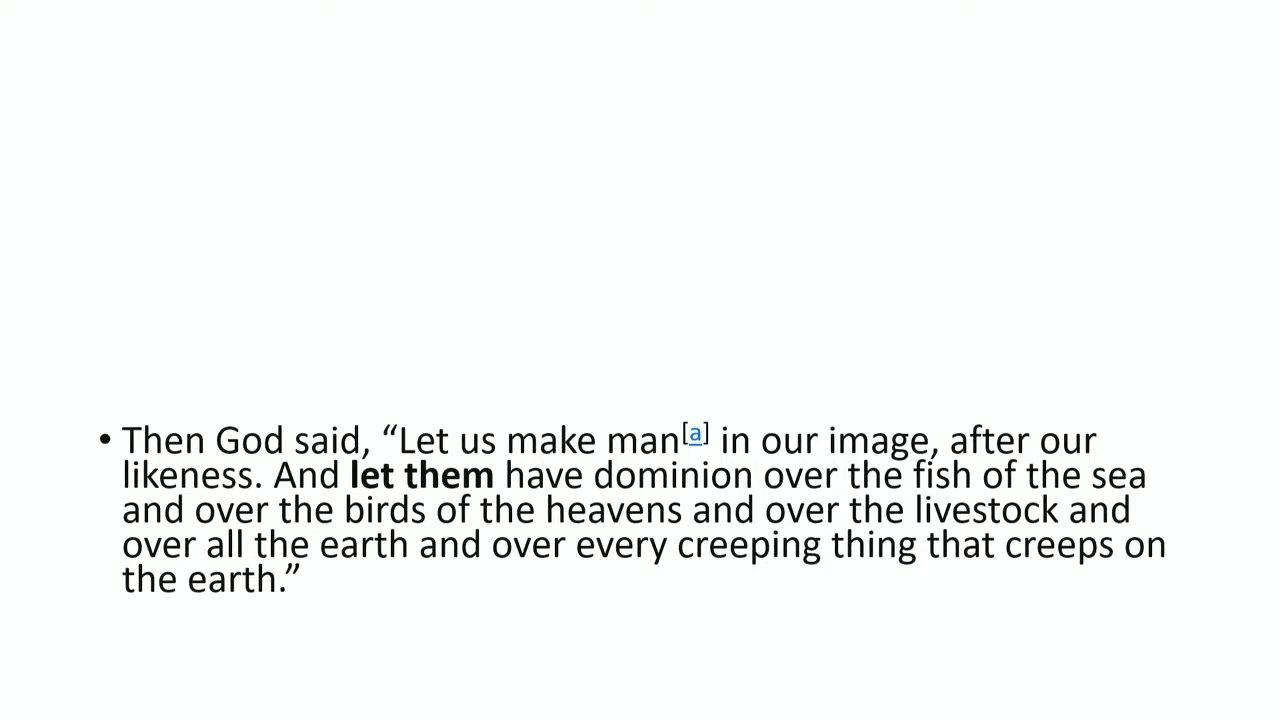 • Then God said, “Let us make man[a] in our image, after our
likeness. And let them have dominion over the fish of the sea
and over the birds of the heavens and over the livestock and
over all the earth and over every creeping thing that creeps on
the earth.”